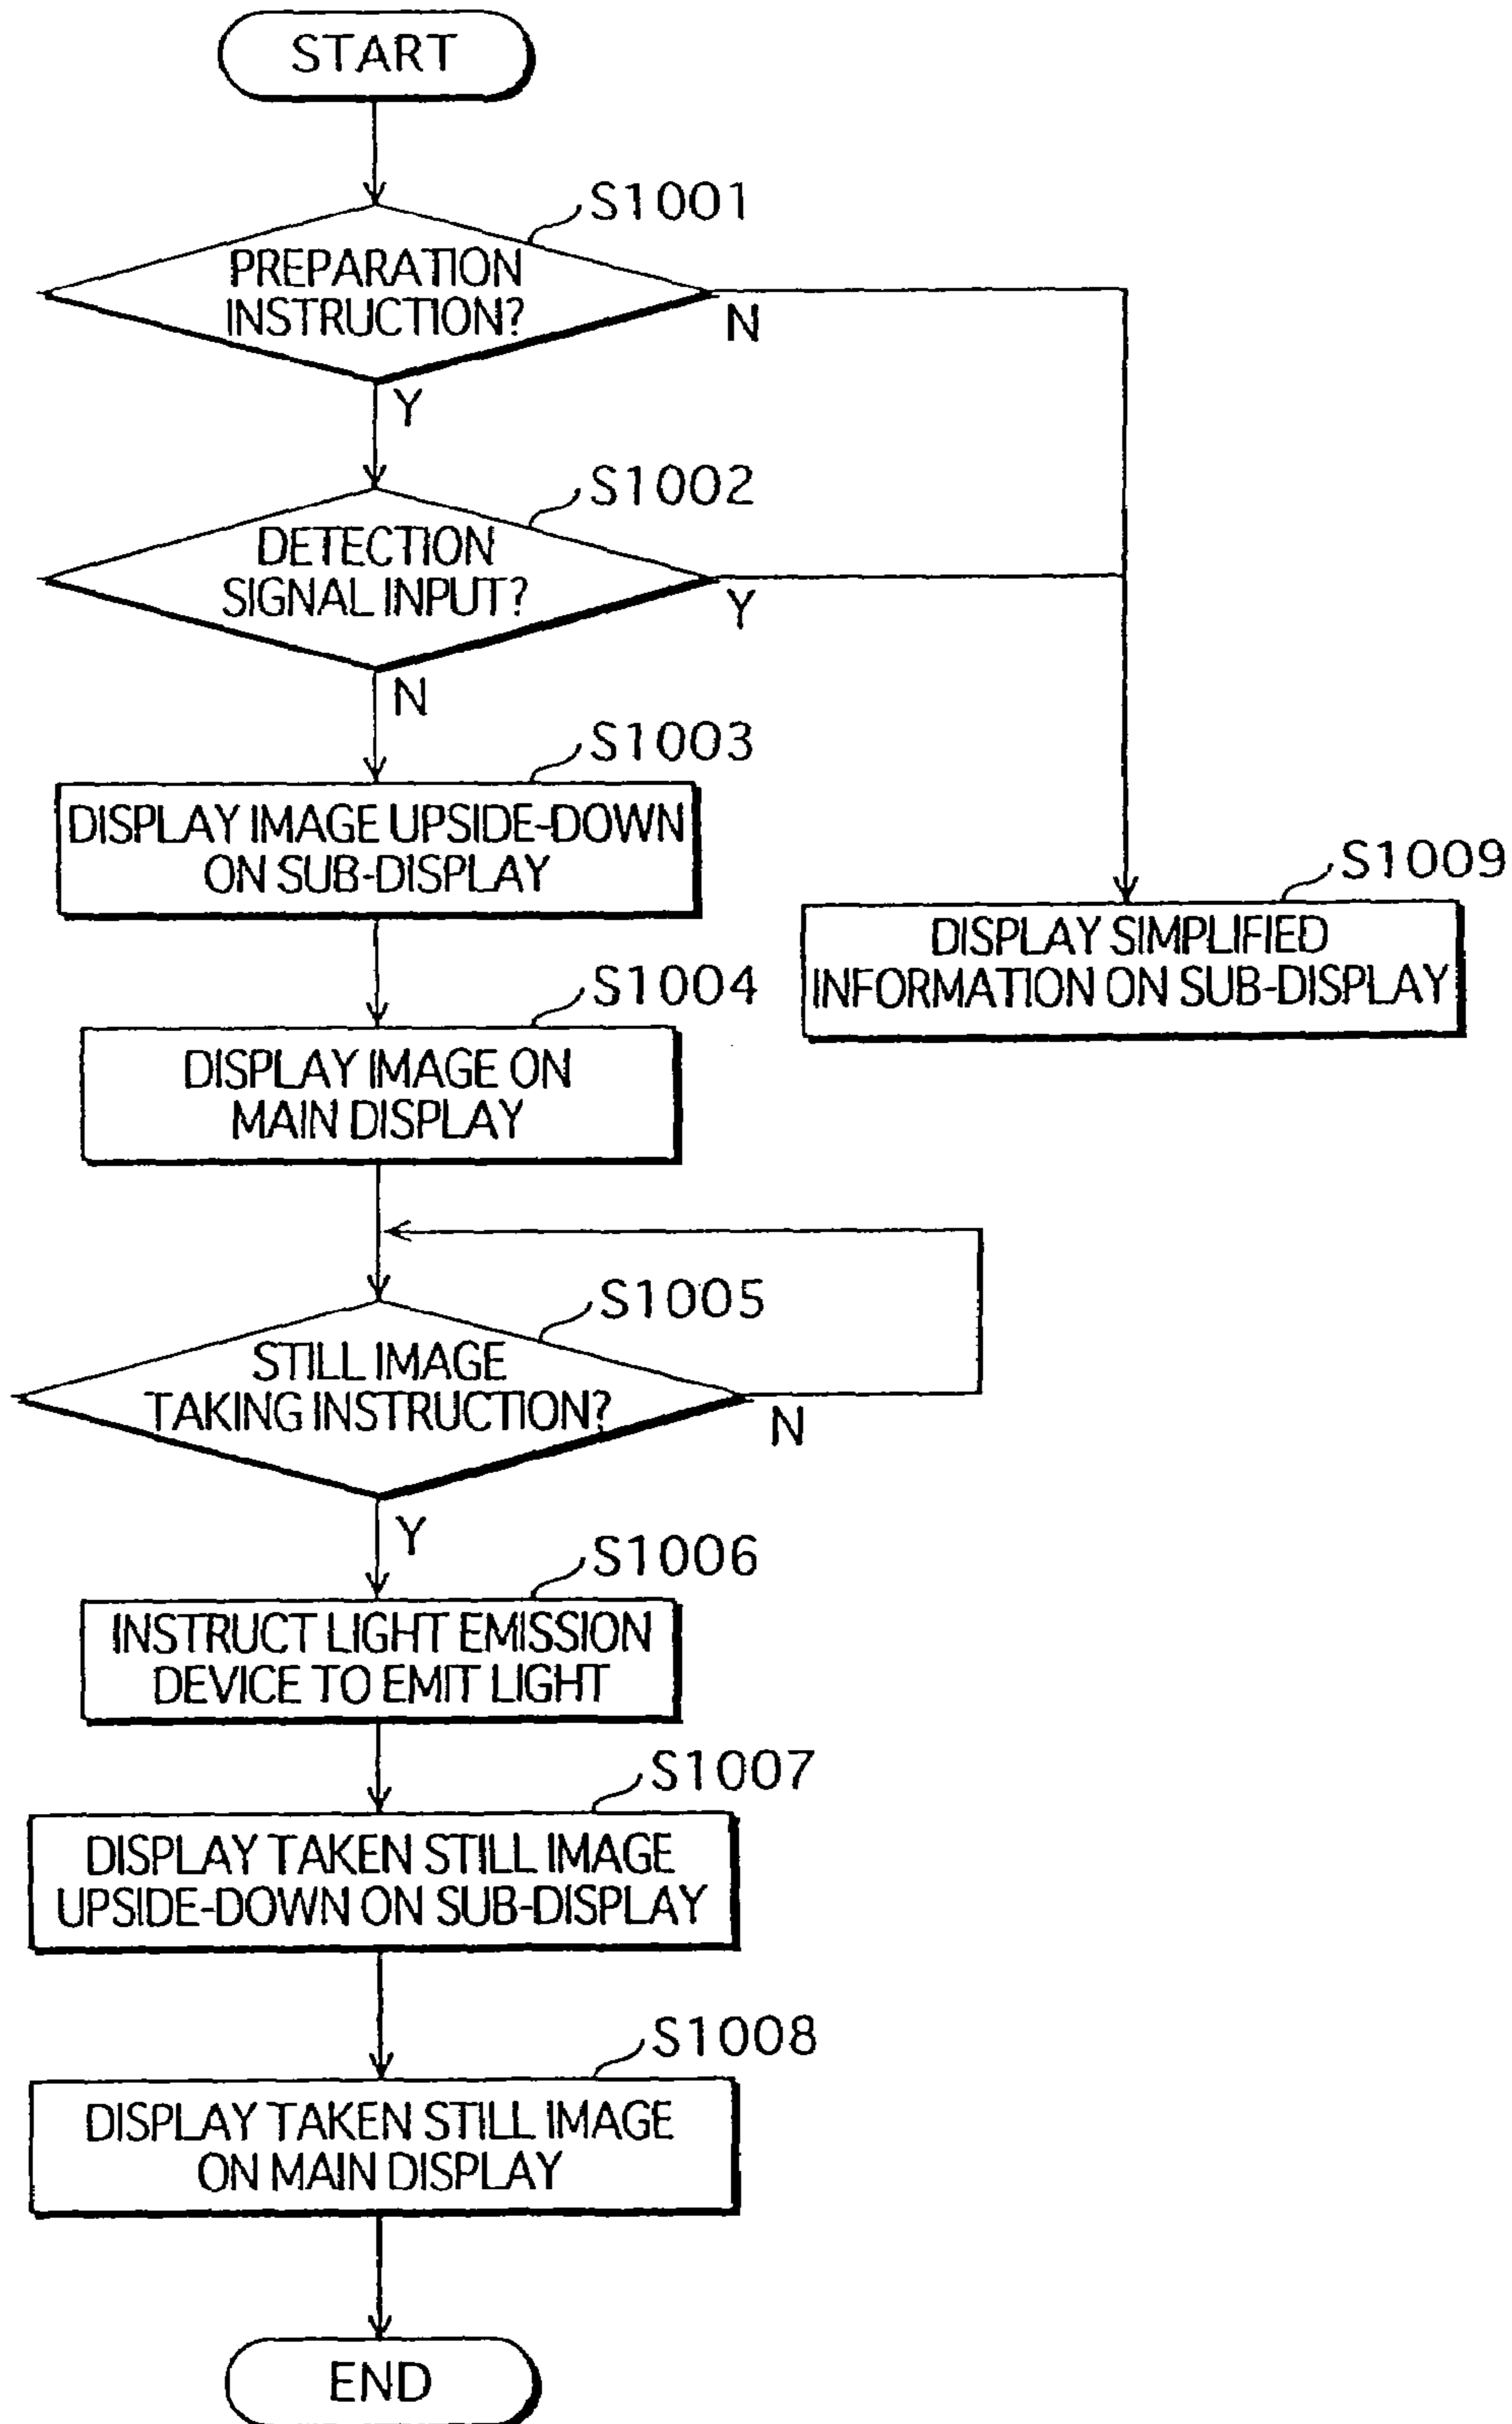 START
S1001
PREPARATION
INSTRUCTION?
N
Y
S1002
DETECTION
SIGNAL INPUT?
Y
N
S1003
DISPLAY IMAGE UPSIDE-DOWN
ON SUB-DISPLAY
S1009
DISPLAY SIMPLIFIED
INFORMATION ON SUB-DISPLAY
S1004
DISPLAY IMAGE ON
MAIN DISPLAY
S1005
STILL IMAGE
TAKING INSTRUCTION?
N
Y
S1006
INSTRUCT LIGHT EMISSION
DEVICE TO EMIT LIGHT
S1007
DISPLAY TAKEN STILL IMAGE
UPSIDE-DOWN ON SUB-DISPLAY
S1008
DISPLAY TAKEN STILL IMAGE
ON MAIN DISPLAY
END